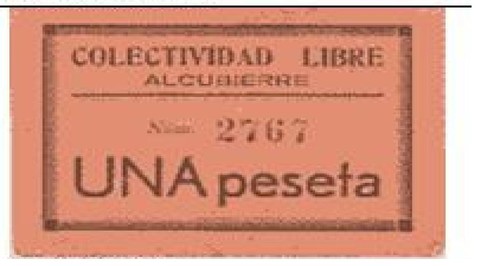 COLECTIVIDAD LIBRE
ALCUBIERRE
Núm. 2767
UNA peseta